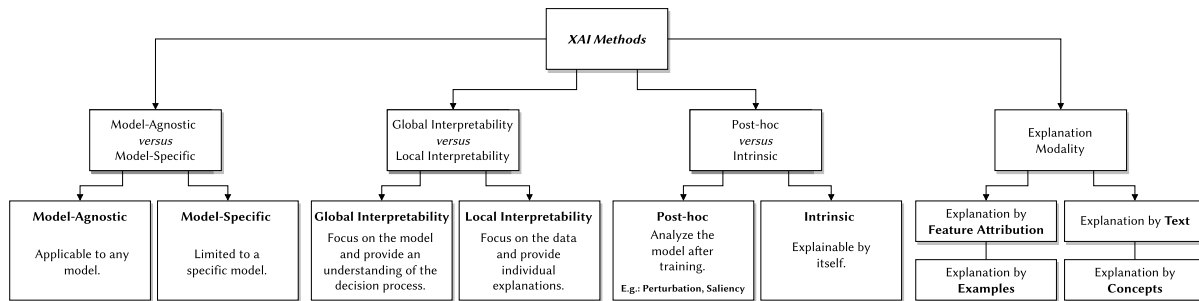 XAI Methods
Model-Agnostic
versus
Model-Specific
Global Interpretability
versus
Local Interpretability
Post-hoc
versus
Intrinsic
Explanation
Modality
Model-Agnostic
Applicable to any
model.
Model-Specific
Limited to a
specific model.
Global Interpretability
Focus on the model
and provide an
understanding of the
decision process.
Local Interpretability
Focus on the data
and provide
individual
explanations.
Post-hoc
Analyze the
model after
training.
E.g.: Perturbation, Saliency
Intrinsic
Explainable by
itself.
Explanation by
Feature Attribution
Explanation by Text
Explanation by
Examples
Explanation by
Concepts